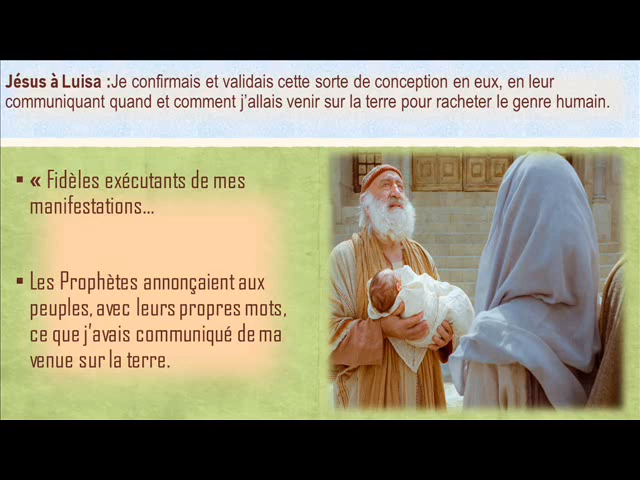 Jésus à Luisa :Je confirmais et validais cette sorte de conception en eux, en leur
communiquant quand et comment j’allais venir sur la terre pour racheter le genre humain.
▪ « Fidèles exécutants de mes
manifestations...
▪ Les Prophètes annonçaient aux
peuples, avec leurs propres mots,
ce que j’avais communiqué de ma
venue sur la terre.